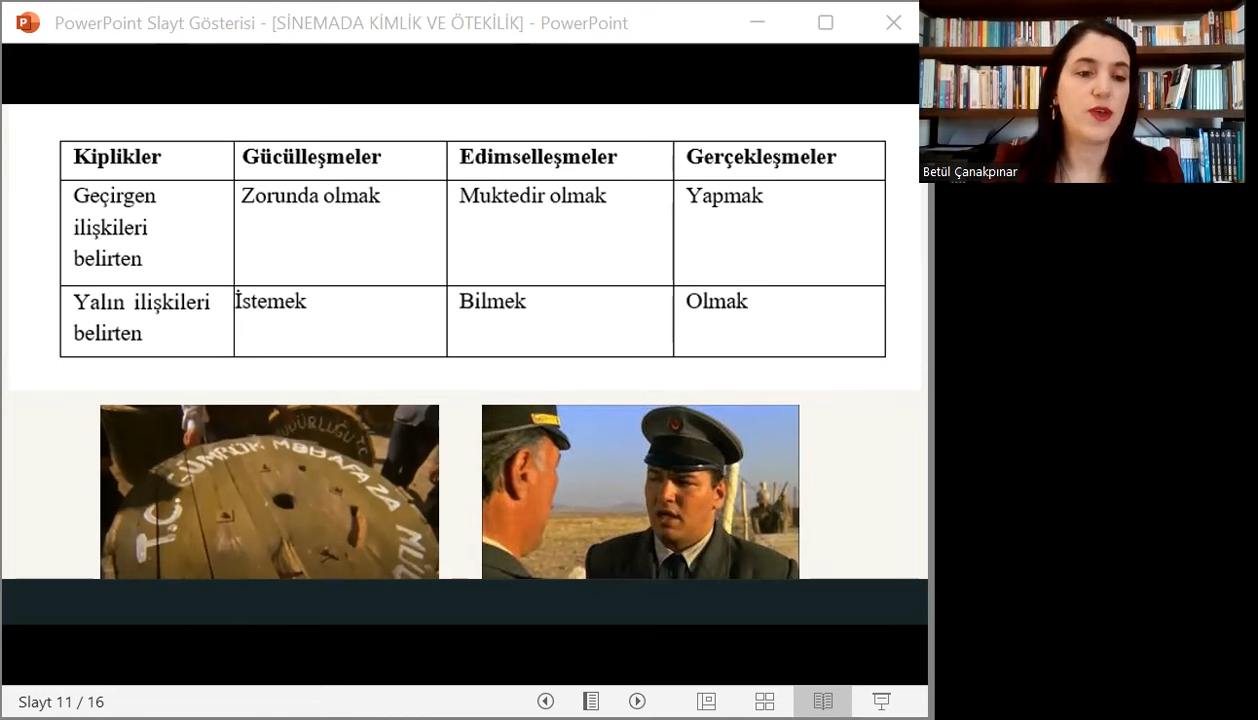 PowerPoint Slayt Gösterisi - [SİNEMADA KİMLİK VE ÖTEKİLİK] - PowerPoint
Kiplikler Gücülleşmeler Edimselleşmeler Gerçekleşmeler
Geçirgen ilişkileri belirten Zorunda olmak Muktedir olmak Yapmak
Yalın ilişkileri belirten İstemek Bilmek Olmak
T.C. GÜMRÜK MUHAFAZA
Betül Çanakpınar
Slayt 11 / 16